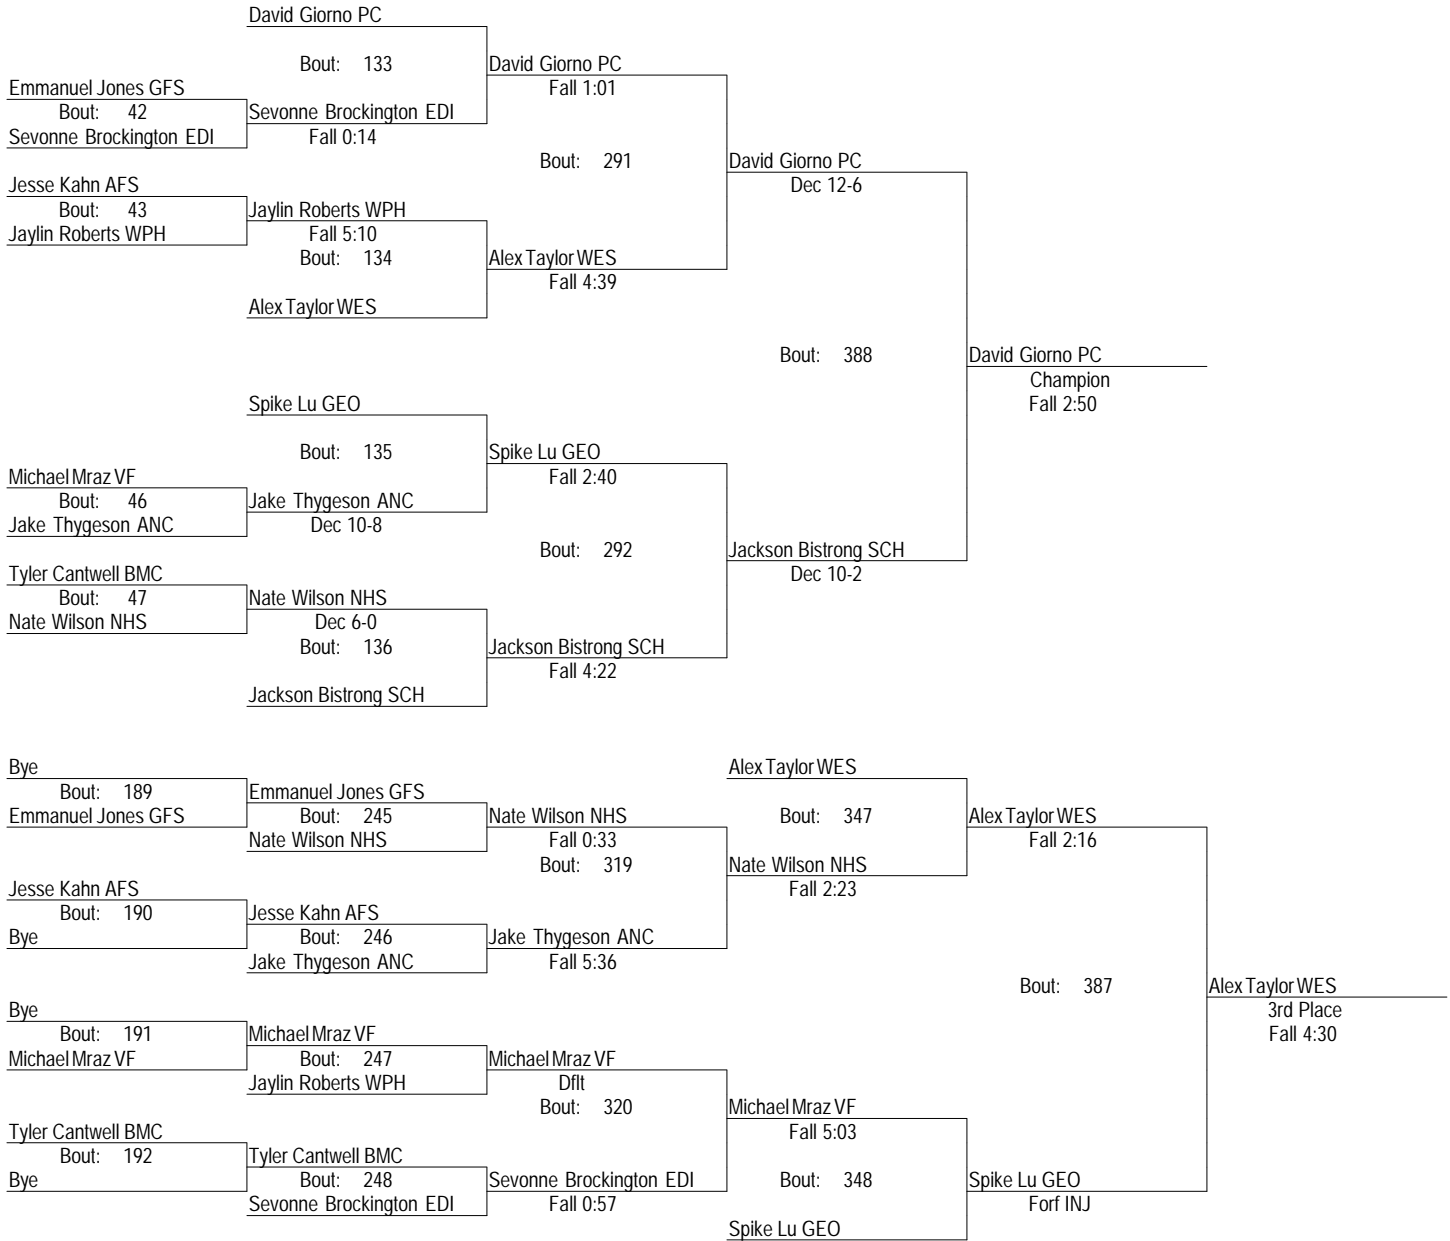 David Giorno PC
Bout: 133
David Giorno PC
Emmanuel Jones GFS
Fall 1:01
Bout: 42
Sevonne Brockington EDI
Sevonne Brockington EDI
Fall 0:14
Bout: 291
David Giorno PC
Jesse Kahn AFS
Dec 12-6
Bout: 43
Jaylin Roberts WPH
Jaylin Roberts WPH
Fall 5:10
Bout: 134
Alex Taylor WES
Fall 4:39
Alex Taylor WES
Bout: 388
David Giorno PC
Champion
Spike Lu GEO
Fall 2:50
Bout: 135
Spike Lu GEO
Michael Mraz VF
Fall 2:40
Bout: 46
Jake Thygeson ANC
Jake Thygeson ANC
Dec 10-8
Bout: 292
Jackson Bistrong SCH
Tyler Cantwell BMC
Dec 10-2
Bout: 47
Nate Wilson NHS
Nate Wilson NHS
Dec 6-0
Bout: 136
Jackson Bistrong SCH
Fall 4:22
Jackson Bistrong SCH
Bye
Alex Taylor WES
Bout: 189
Emmanuel Jones GFS
Emmanuel Jones GFS
Bout: 245
Nate Wilson NHS
Bout: 347
Alex Taylor WES
Nate Wilson NHS
Fall 0:33
Fall 2:16
Bout: 319
Nate Wilson NHS
Jesse Kahn AFS
Fall 2:23
Bout: 190
Jesse Kahn AFS
Bye
Bout: 246
Jake Thygeson ANC
Jake Thygeson ANC
Fall 5:36
Bout: 387
Alex Taylor WES
Bye
3rd Place
Bout: 191
Michael Mraz VF
Fall 4:30
Michael Mraz VF
Bout: 247
Michael Mraz VF
Jaylin Roberts WPH
Dflt
Bout: 320
Michael Mraz VF
Tyler Cantwell BMC
Fall 5:03
Bout: 192
Tyler Cantwell BMC
Bye
Bout: 248
Sevonne Brockington EDI
Bout: 348
Spike Lu GEO
Sevonne Brockington EDI
Fall 0:57
Forf INJ
Spike Lu GEO